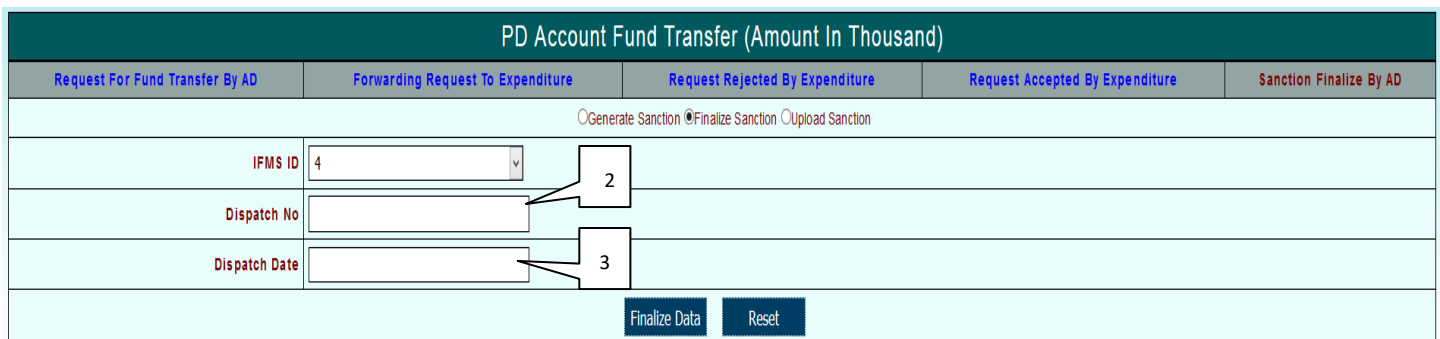 PD Account Fund Transfer (Amount In Thousand)
Request For Fund Transfer By AD Forwarding Request To Expenditure Request Rejected By Expenditure Request Accepted By Expenditure Sanction Finalize By AD
Generate Sanction Finalize Sanction Upload Sanction
IFMS ID 4
2
Dispatch No
Dispatch Date
3
Finalize Data Reset